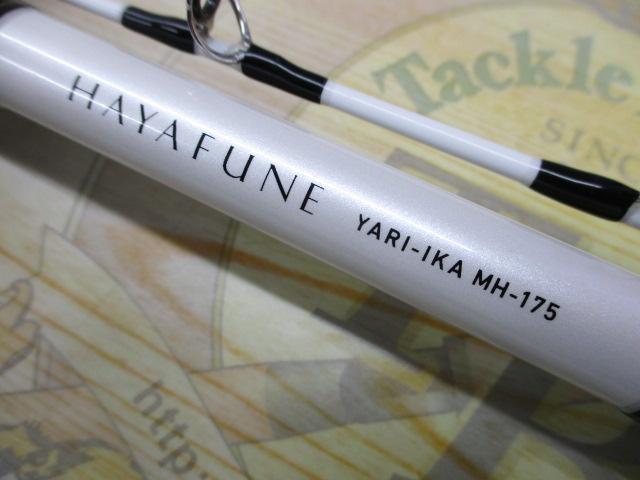 Tackle
SINC
HAYAFUNE
YARI-IKA MH-175
http: